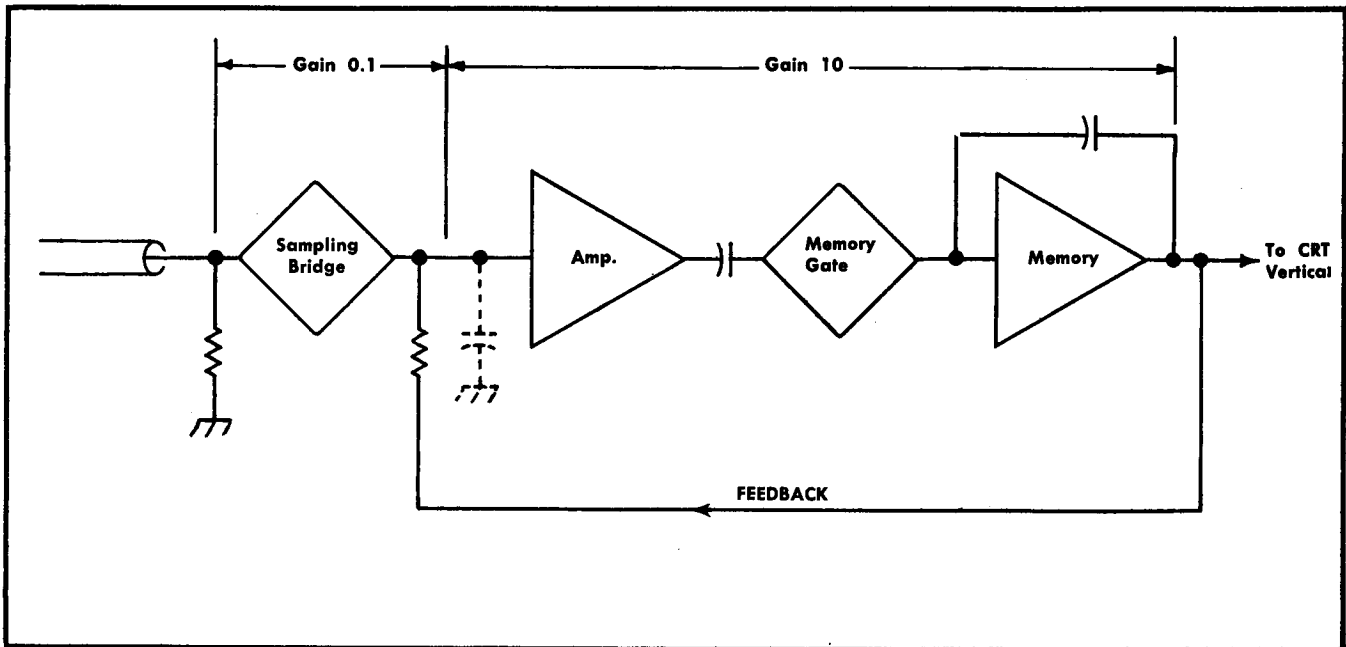 Gain 0.1
Gain 10
Sampling
Bridge
Amp.
Memory
Gate
Memory
To CRT
Vertical
FEEDBACK